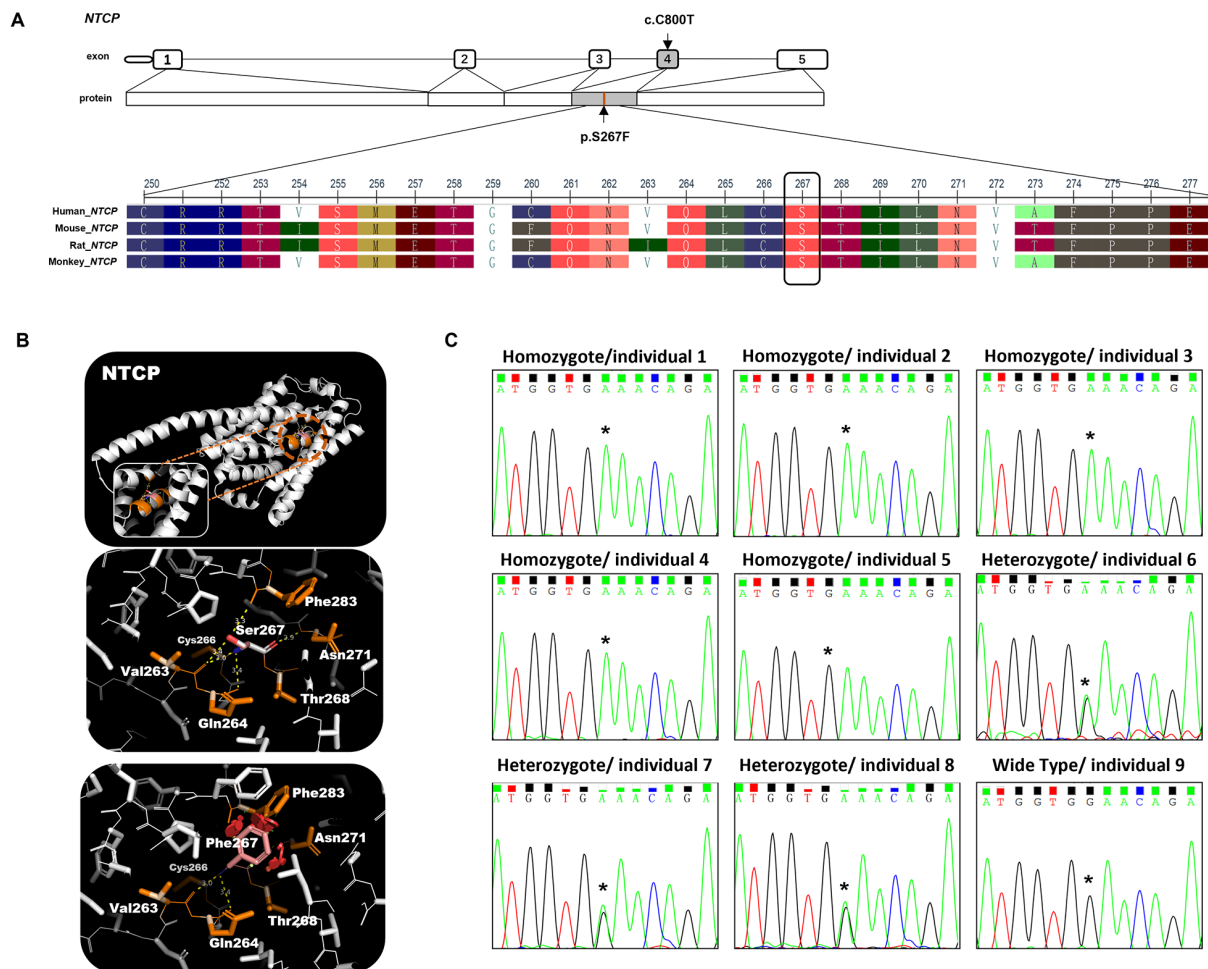 A
NTCP
c.C800T
exon
1 2 3 4 5
protein
p.S267F
250 251 252 253 254 255 256 257 258 259 260 261 262 263 264 265 266 267 268 269 270 271 272 273 274 275 276 277
Human_NTCP C R R T V S M E T G C Q N V Q L C S T I L N V A F P P E
Mouse_NTCP C R R T I S M E T G F Q N V Q L C S T I L N V T F P P E
Rat_NTCP C R R T I S M E T G F Q N I Q L C S T I L N V T F P P E
Monkey_NTCP C R R T V S M E T G C Q N V Q L C S T I L N V A F P P E
B
NTCP
Phe283
Ser267
Cys266
Asn271
Val263
Thr268
Gln264
Phe283
Phe267
Asn271
Cys266
Val263
Thr268
Gln264
C
Homozygote/individual 1
A T G G T G A A A C A G A
*
Homozygote/ individual 2
A T G G T G A A A C A G A
*
Homozygote/ individual 3
A T G G T G A A A C A G A
*
Homozygote/ individual 4
A T G G T G A A A C A G A
*
Homozygote/ individual 5
A T G G T G A A A C A G A
*
Heterozygote/ individual 6
A T G G T G A A A C A G A
*
Heterozygote/ individual 7
A T G G T G A A A C A G A
*
Heterozygote/ individual 8
A T G G T G A A A C A G A
*
Wide Type/ individual 9
A T G G T G G A A C A G A
*